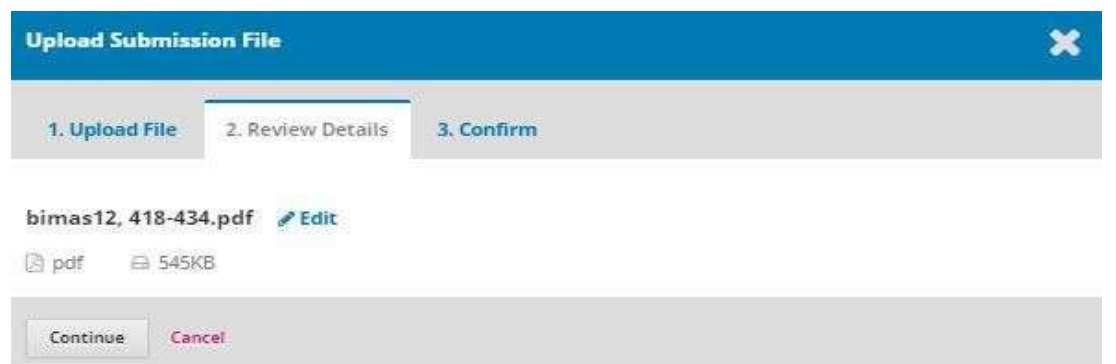 Upload Submission File
1. Upload File 2. Review Details 3. Confirm
bimas12, 418-434.pdf Edit
pdf 545KB
Continue Cancel